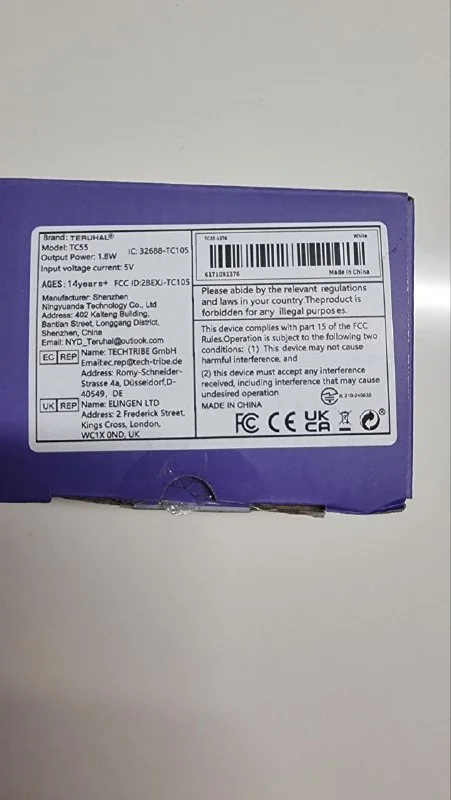 Brand: TERUHAL®
Model: TC55
Output Power: 1.8W
IC: 32688-TC105
Input voltage current: 5V
AGES: 14years+ FCC ID:2BEXJ-TC105
Manufacturer: Shenzhen
Ningyuanda Technology Co., Ltd
Address: 402 Kaiteng Building,
Bantian Street, Longgang District,
Shenzhen, China
Email: NYD_Teruhal@outlook.com
EC REP Name: TECHTRIBE GmbH
Email:ec.rep@tech-tribe.de
Address: Romy-Schneider-
Strasse 4a, Düsseldorf,D-
40549, DE
UK REP Name: ELINGEN LTD
Address: 2 Frederick Street,
Kings Cross, London,
WC1X 0ND, UK
TC55-1376 White
6171091376 Made In China
Please abide by the relevant regulations
and laws in your country.Theproduct is
forbidden for any illegal purposes.
This device complies with part 15 of the FCC
Rules.Operation is subject to the following two
conditions: (1) This device may not cause
harmful interference, and
(2) this device must accept any interference
received, including interference that may cause
undesired operation
MADE IN CHINA
FC CE UK
CA